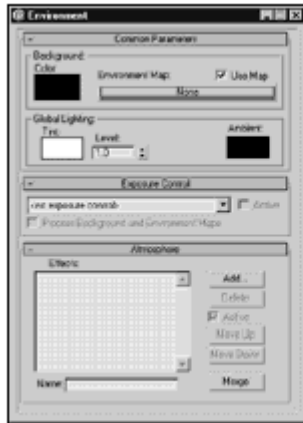 Environment
Common Parameters
Background:
Color
Environment Map:
Use Map
None
Global Lighting:
Tint:
Level:
Ambient:
1.0
Exposure Control
<no exposure control>
Active
Process Background and Environment Maps
Atmosphere
Effects:
Add...
Delete
Active
Move Up
Move Down
Name:
Merge